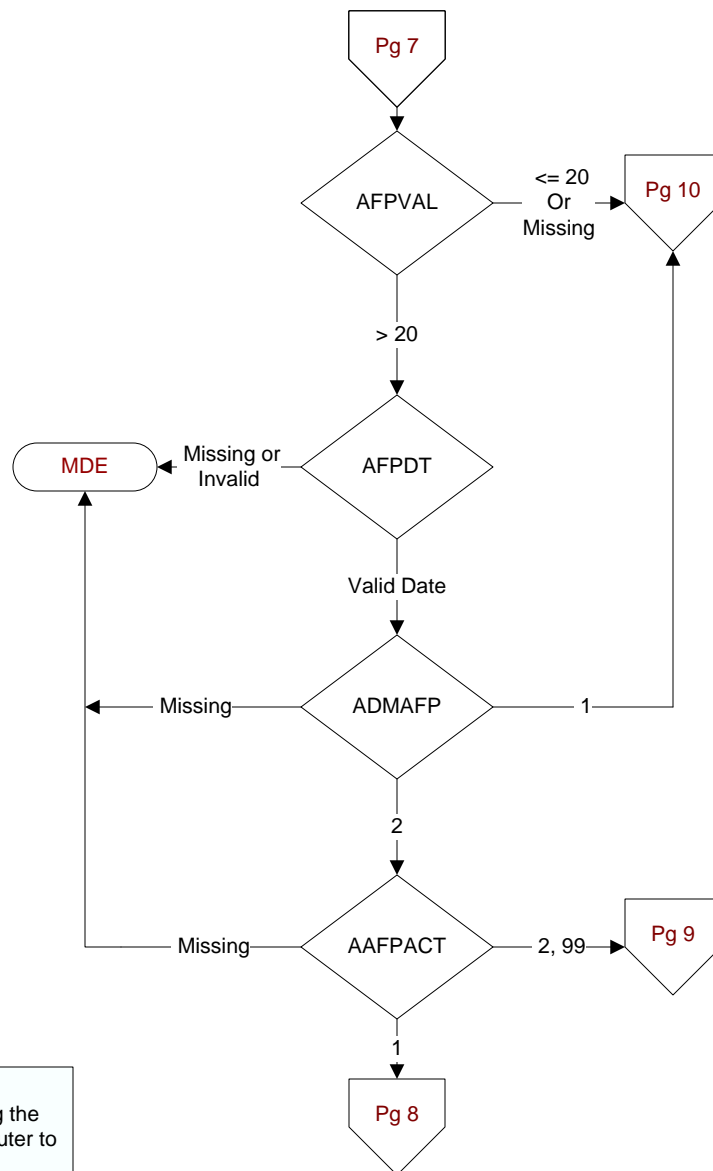 Pg 7
AFPVAL
<= 20
Or
Missing
Pg 10
> 20
MDE
Missing or
Invalid
AFPDT
Valid Date
Missing
ADMAFP
1
2
Missing
AAFPACT
2, 99
Pg 9
1
Pg 8
the
uter to